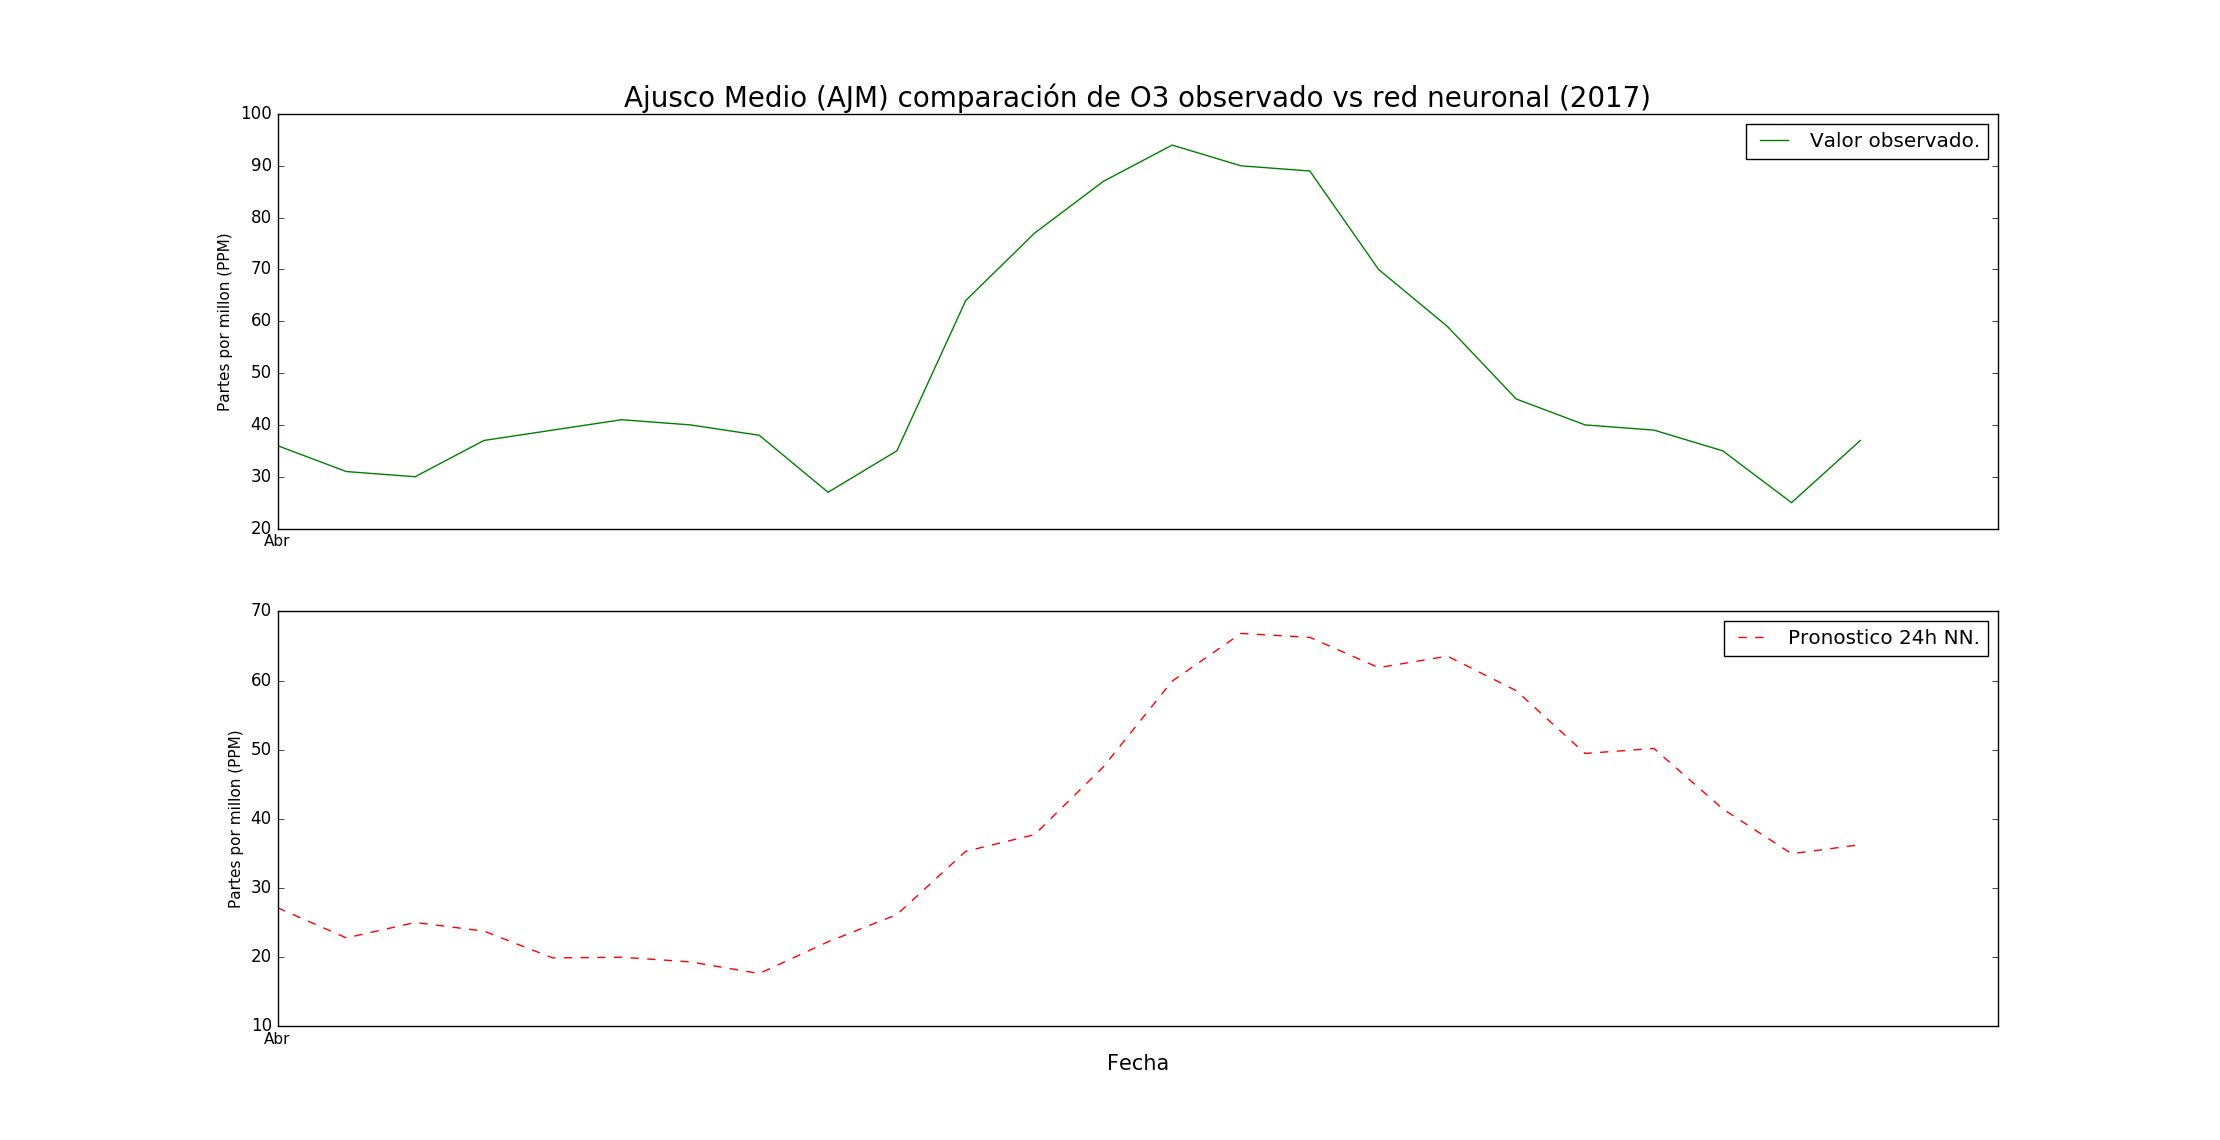 Ajusco Medio (AJM) comparación de O3 observado vs red neuronal (2017)
100
90
80
70
60
50
40
30
20
Partes por millon (PPM)
Valor observado.
Abr
70
60
50
40
30
20
10
Partes por millon (PPM)
Pronostico 24h NN.
Abr
Fecha